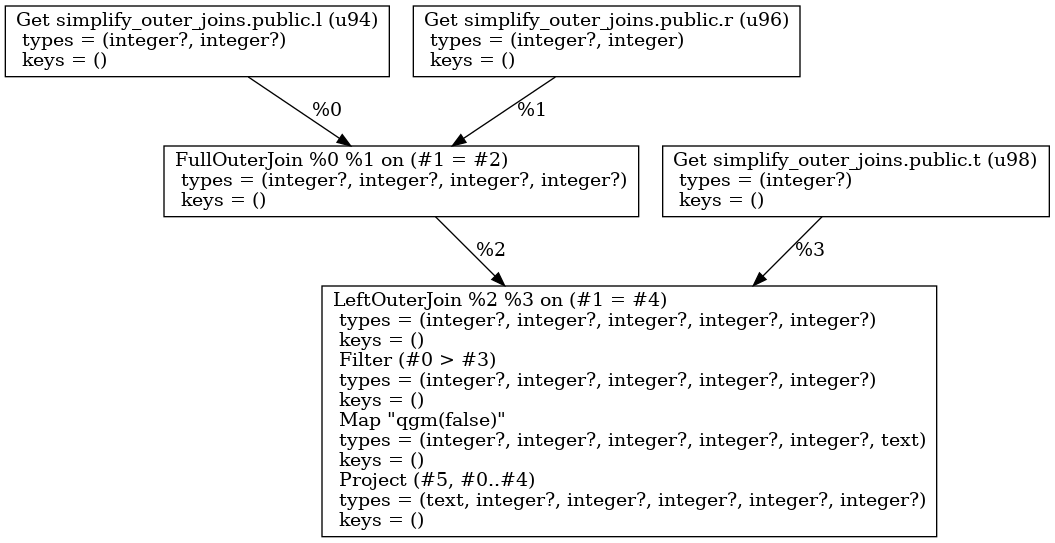 Get simplify_outer_joins.public.l (u94)
types = (integer?, integer?)
keys = ()
Get simplify_outer_joins.public.r (u96)
types = (integer?, integer)
keys = ()
%0
%1
FullOuterJoin %0 %1 on (#1 = #2)
types = (integer?, integer?, integer?, integer?)
keys = ()
Get simplify_outer_joins.public.t (u98)
types = (integer?)
keys = ()
%2
%3
LeftOuterJoin %2 %3 on (#1 = #4)
types = (integer?, integer?, integer?, integer?, integer?)
keys = ()
Filter (#0 > #3)
types = (integer?, integer?, integer?, integer?, integer?)
keys = ()
Map "qgm(false)"
types = (integer?, integer?, integer?, integer?, integer?, text)
keys = ()
Project (#5, #0..#4)
types = (text, integer?, integer?, integer?, integer?, integer?)
keys = ()